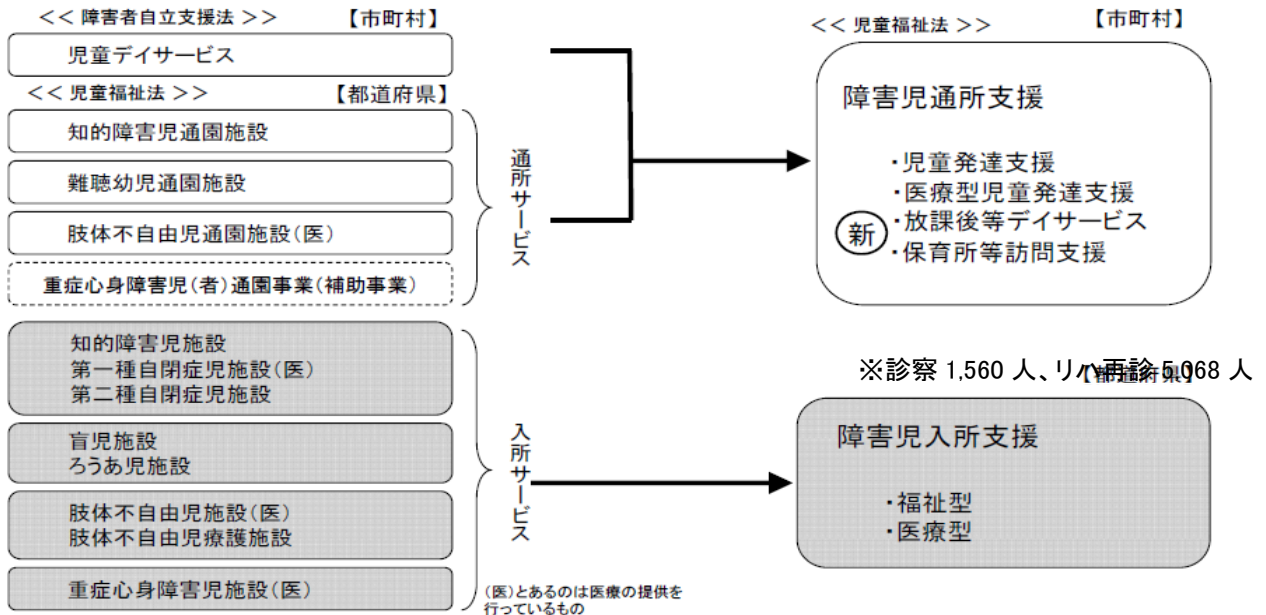 << 障害者自立支援法 >> 【市町村】
児童デイサービス
<< 児童福祉法 >> 【都道府県】
知的障害児通園施設
難聴幼児通園施設
肢体不自由児通園施設(医)
重症心身障害児(者)通園事業(補助事業)
通所サービス
知的障害児施設
第一種自閉症児施設(医)
第二種自閉症児施設
盲児施設
ろうあ児施設
肢体不自由児施設(医)
肢体不自由児療護施設
重症心身障害児施設(医)
入所サービス
(医)とあるのは医療の提供を
行っているもの
<< 児童福祉法 >> 【市町村】
障害児通所支援
・児童発達支援
・医療型児童発達支援
・放課後等デイサービス
新
・保育所等訪問支援
※診察 1,560 人、リハ再診 5,068 人
【都道府県】
障害児入所支援
・福祉型
・医療型